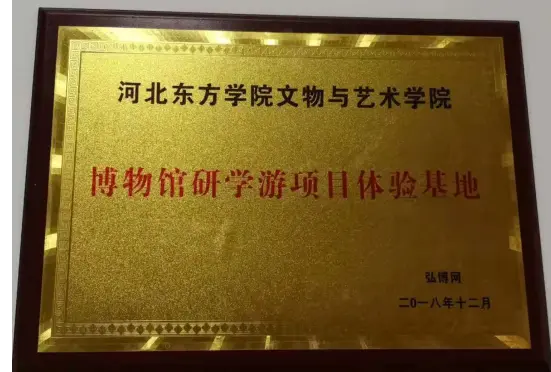 河北东方学院文物与艺术学院
博物馆研学游项目体验基地
弘博网
二0一八年十二月